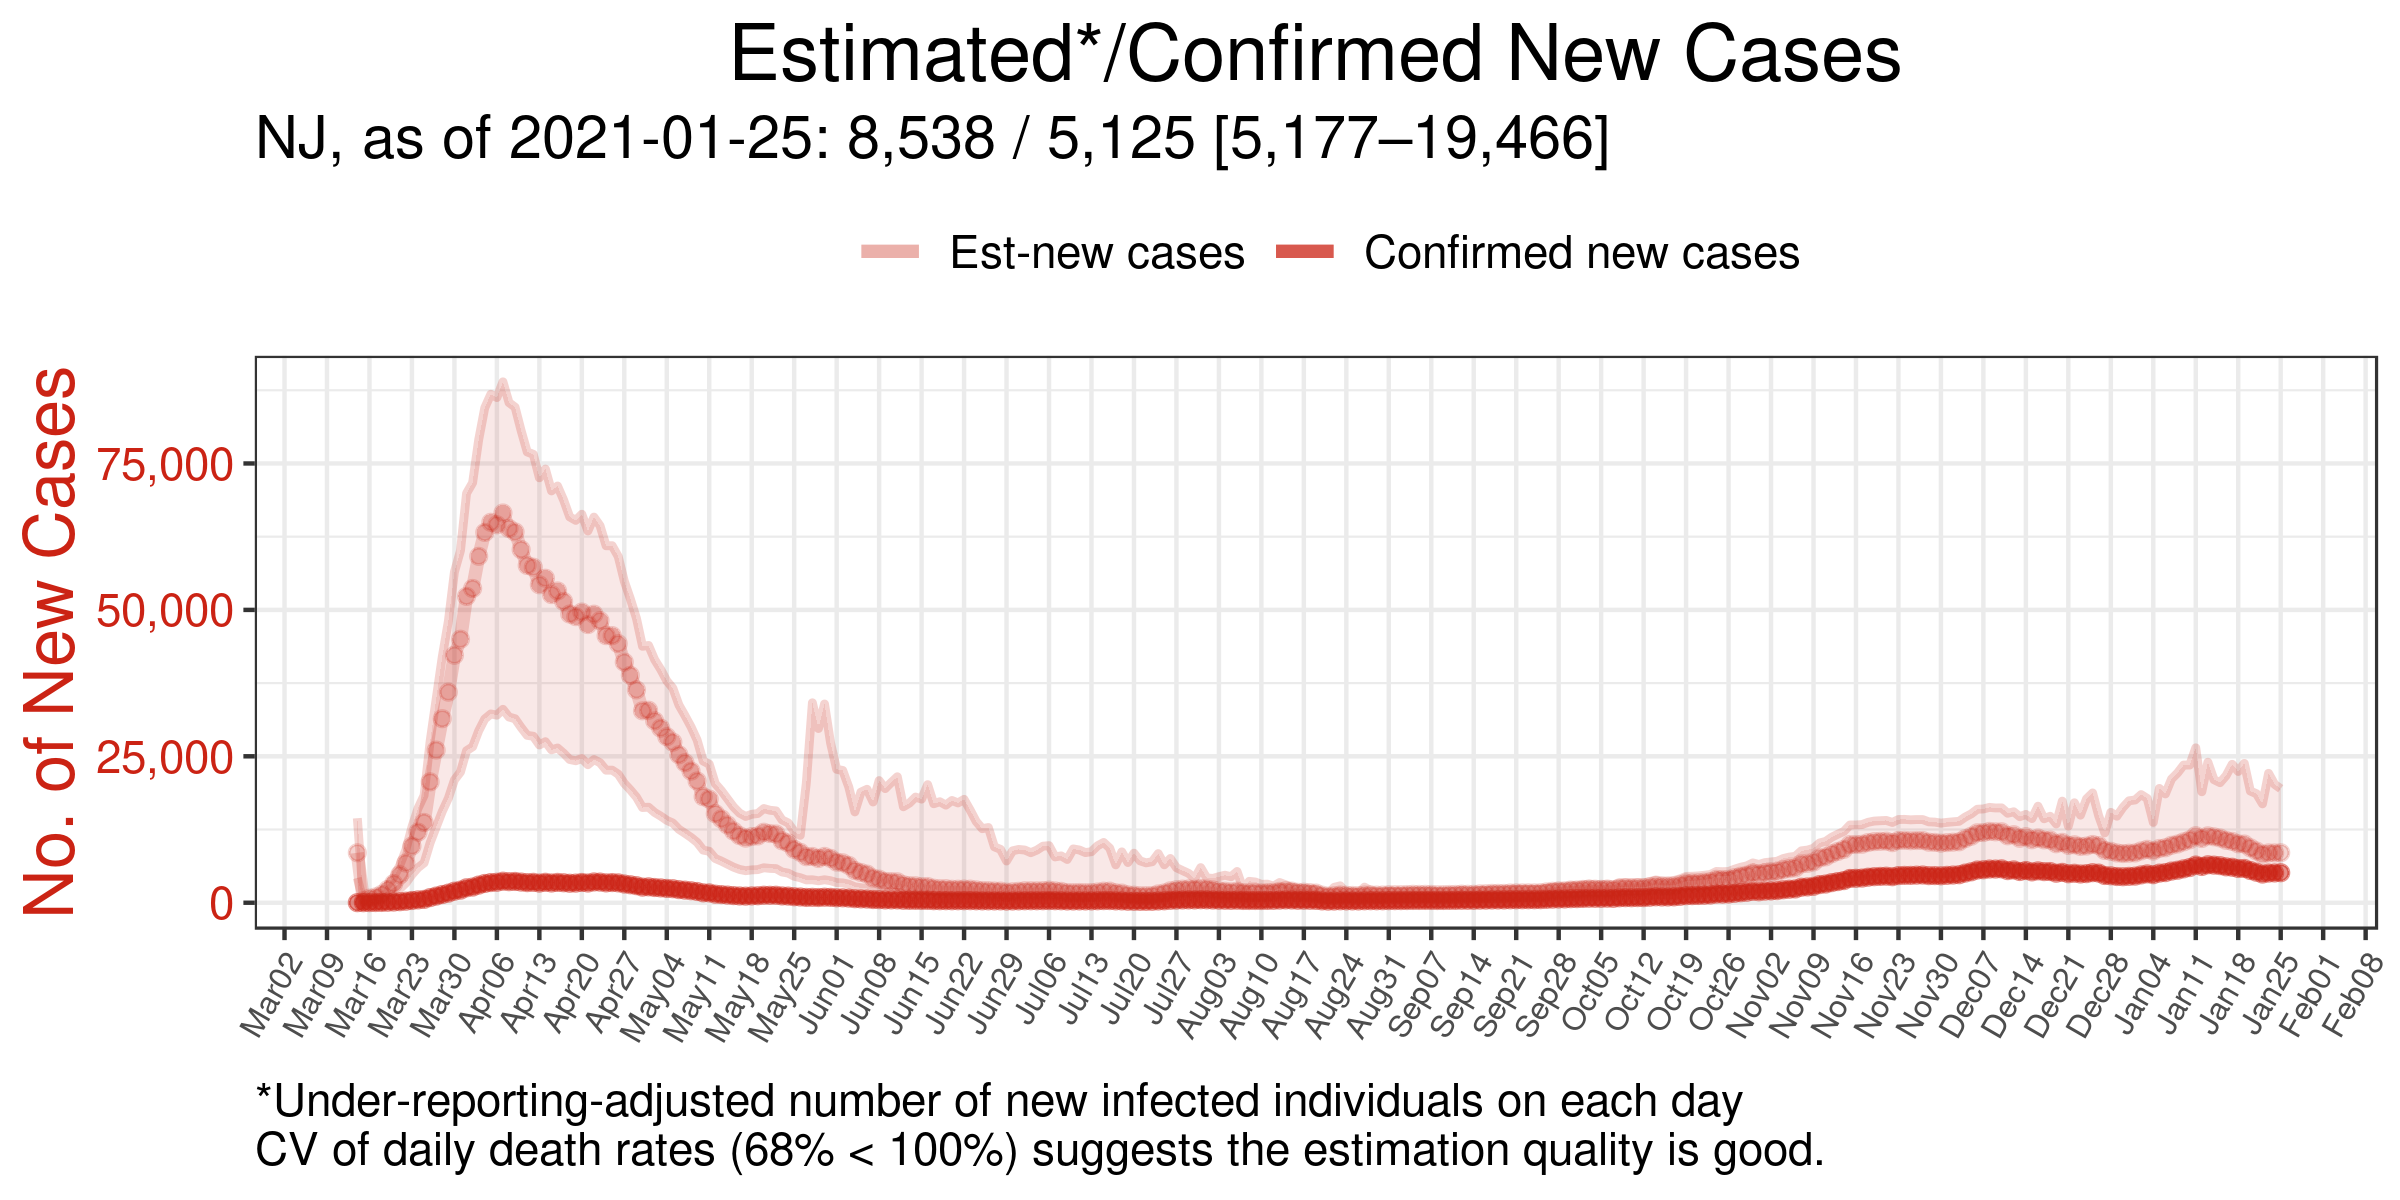 Estimated*/Confirmed New Cases
NJ, as of 2021-01-25: 8,538 / 5,125 [5,177–19,466]
Est-new cases
Confirmed new cases
No. of New Cases
75,000
50,000
25,000
0
Mar02
Mar09
Mar16
Mar23
Mar30
Apr06
Apr13
Apr20
Apr27
May04
May11
May18
May25
Jun01
Jun08
Jun15
Jun22
Jun29
Jul06
Jul13
Jul20
Jul27
Aug03
Aug10
Aug17
Aug24
Aug31
Sep07
Sep14
Sep21
Sep28
Oct05
Oct12
Oct19
Oct26
Nov02
Nov09
Nov16
Nov23
Nov30
Dec07
Dec14
Dec21
Dec28
Jan04
Jan11
Jan18
Jan25
Feb01
Feb08
*Under-reporting-adjusted number of new infected individuals on each day
CV of daily death rates (68% < 100%) suggests the estimation quality is good.